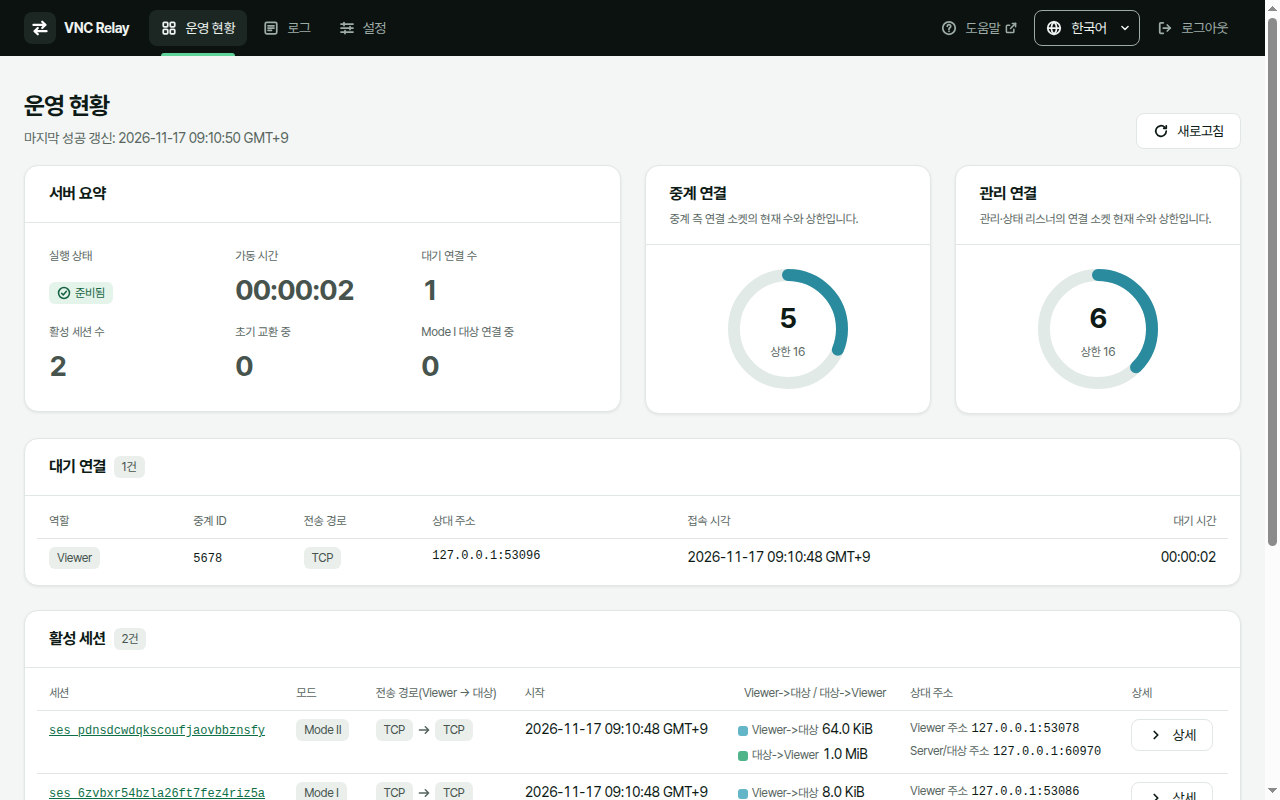 VNC Relay 운영 현황 로그 설정 도움말 한국어 로그아웃
운영 현황
마지막 성공 갱신: 2026-11-17 09:10:50 GMT+9
새로고침
서버 요약
실행 상태 가동 시간 대기 연결 수
준비됨 00:00:02 1
활성 세션 수 초기 교환 중 Mode I 대상 연결 중
2 0 0
중계 연결
중계 측 연결 소켓의 현재 수와 상한입니다.
5
상한 16
관리 연결
관리·상태 리스너의 연결 소켓 현재 수와 상한입니다.
6
상한 16
대기 연결 1건
역할 중계 ID 전송 경로 상대 주소 접속 시각 대기 시간
Viewer 5678 TCP 127.0.0.1:53096 2026-11-17 09:10:48 GMT+9 00:00:02
활성 세션 2건
세션 모드 전송 경로(Viewer → 대상) 시작 Viewer->대상 / 대상->Viewer 상대 주소 상세
ses_pdnsdcwdqkscoufjaovbbznsfy Mode II TCP → TCP 2026-11-17 09:10:48 GMT+9 Viewer->대상 64.0 KiB Viewer 주소 127.0.0.1:53078 상세
대상->Viewer 1.0 MiB Server/대상 주소 127.0.0.1:60970
ses_6zvbxr54bzla26ft7fez4riz5a Mode I TCP → TCP 2026-11-17 09:10:48 GMT+9 Viewer->대상 8.0 KiB Viewer 주소 127.0.0.1:53086 상세